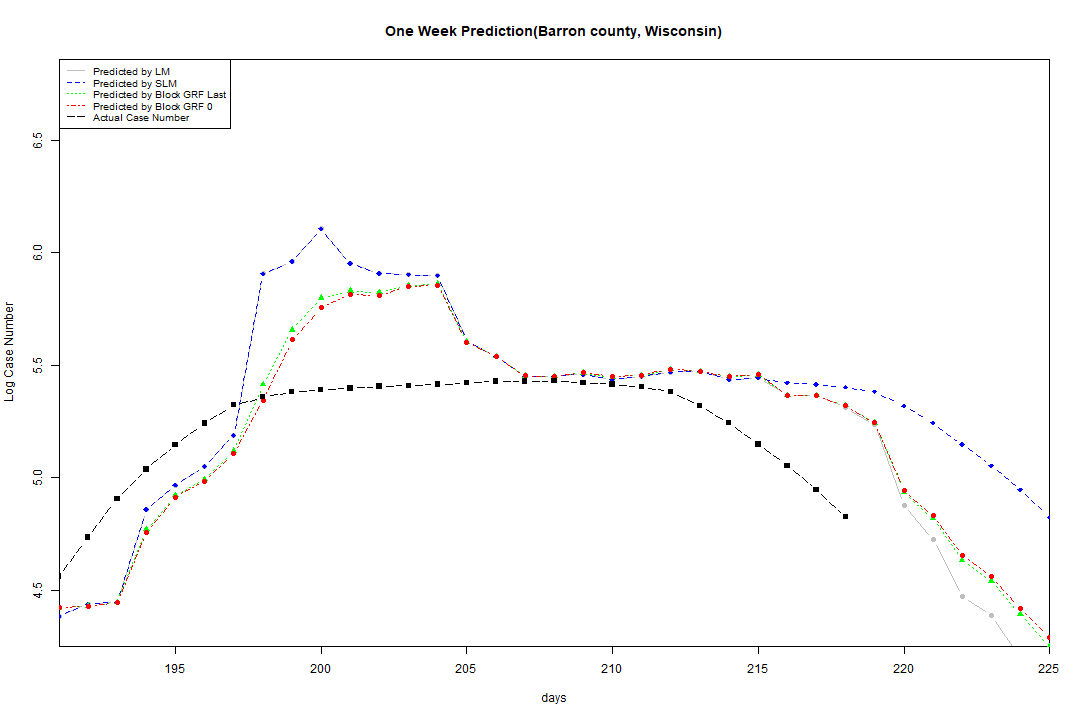 One Week Prediction(Barron county, Wisconsin)
Predicted by LM
Predicted by SLM
Predicted by Block GRF Last
Predicted by Block GRF 0
Actual Case Number
6.5
6.0
5.5
5.0
4.5
Log Case Number
195 200 205 210 215 220 225
days